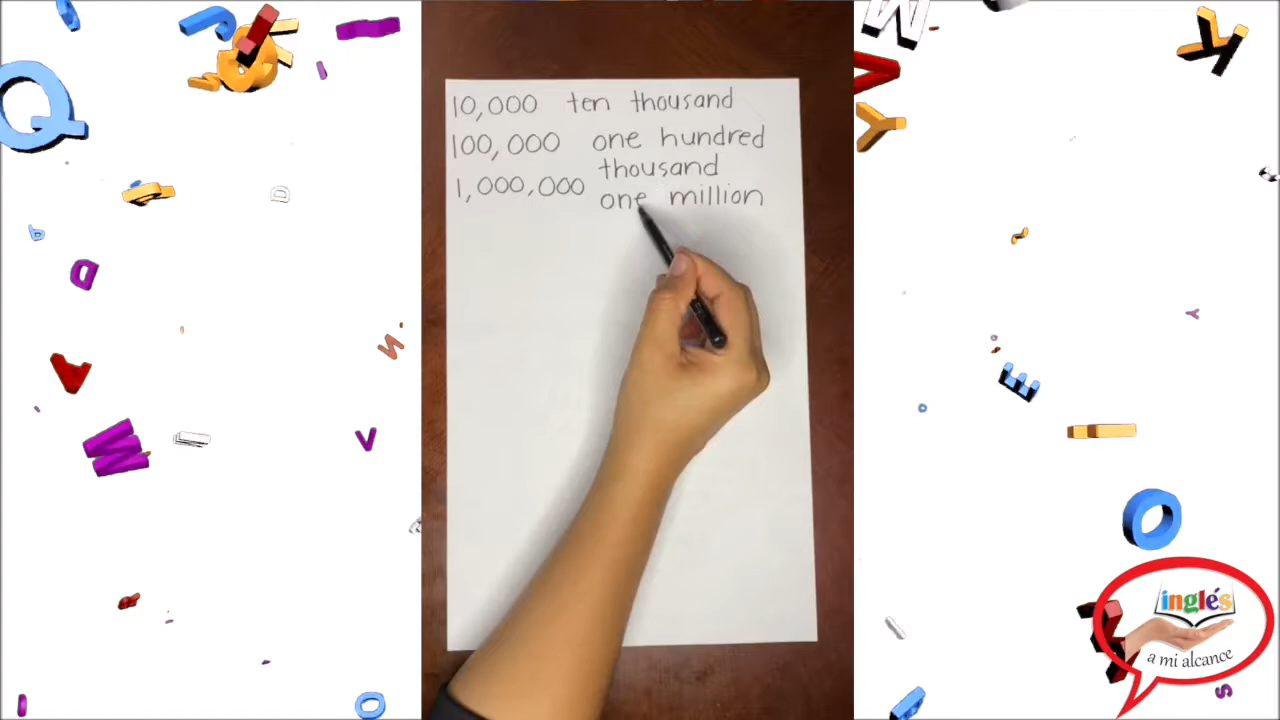 10,000 ten thousand
100,000 one hundred
thousand
1,000,000
one million
inglés
a mi alcance